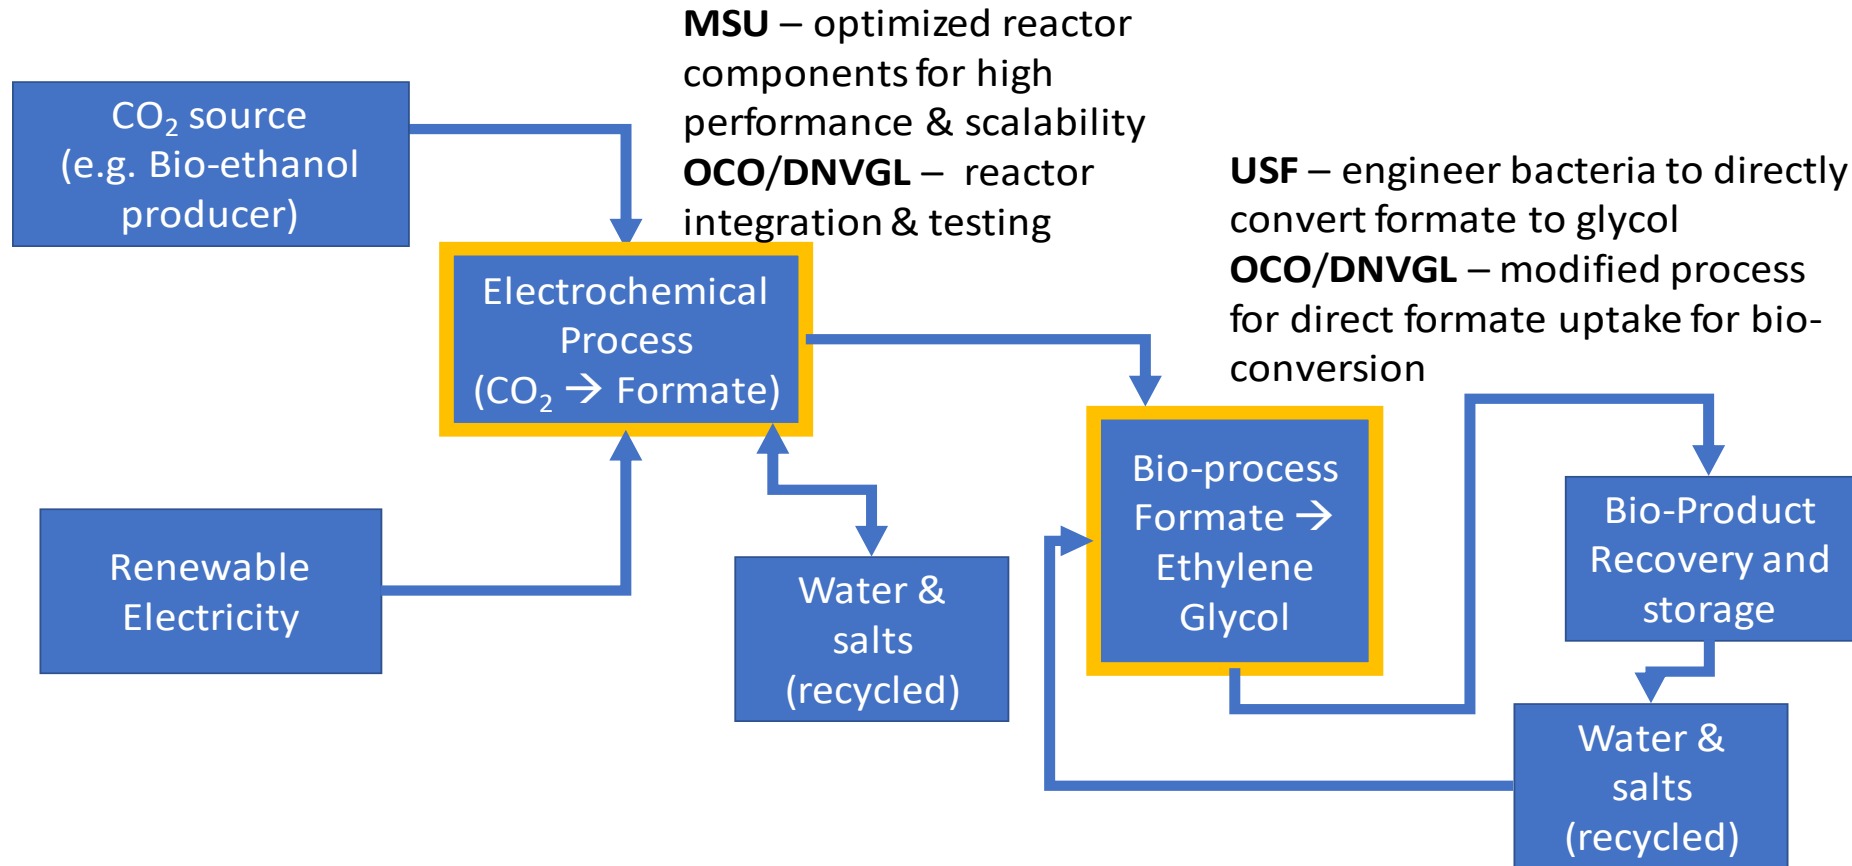 MSU – optimized reactor
components for high
performance & scalability
OCO/DNVGL – reactor
integration & testing
CO₂ source
(e.g. Bio-ethanol
producer)
USF – engineer bacteria to directly
convert formate to glycol
OCO/DNVGL – modified process
for direct formate uptake for bio-
conversion
Electrochemical
Process
(CO₂ → Formate)
Bio-process
Formate →
Ethylene
Glycol
Bio-Product
Recovery and
storage
Renewable
Electricity
Water &
salts
(recycled)
Water &
salts
(recycled)